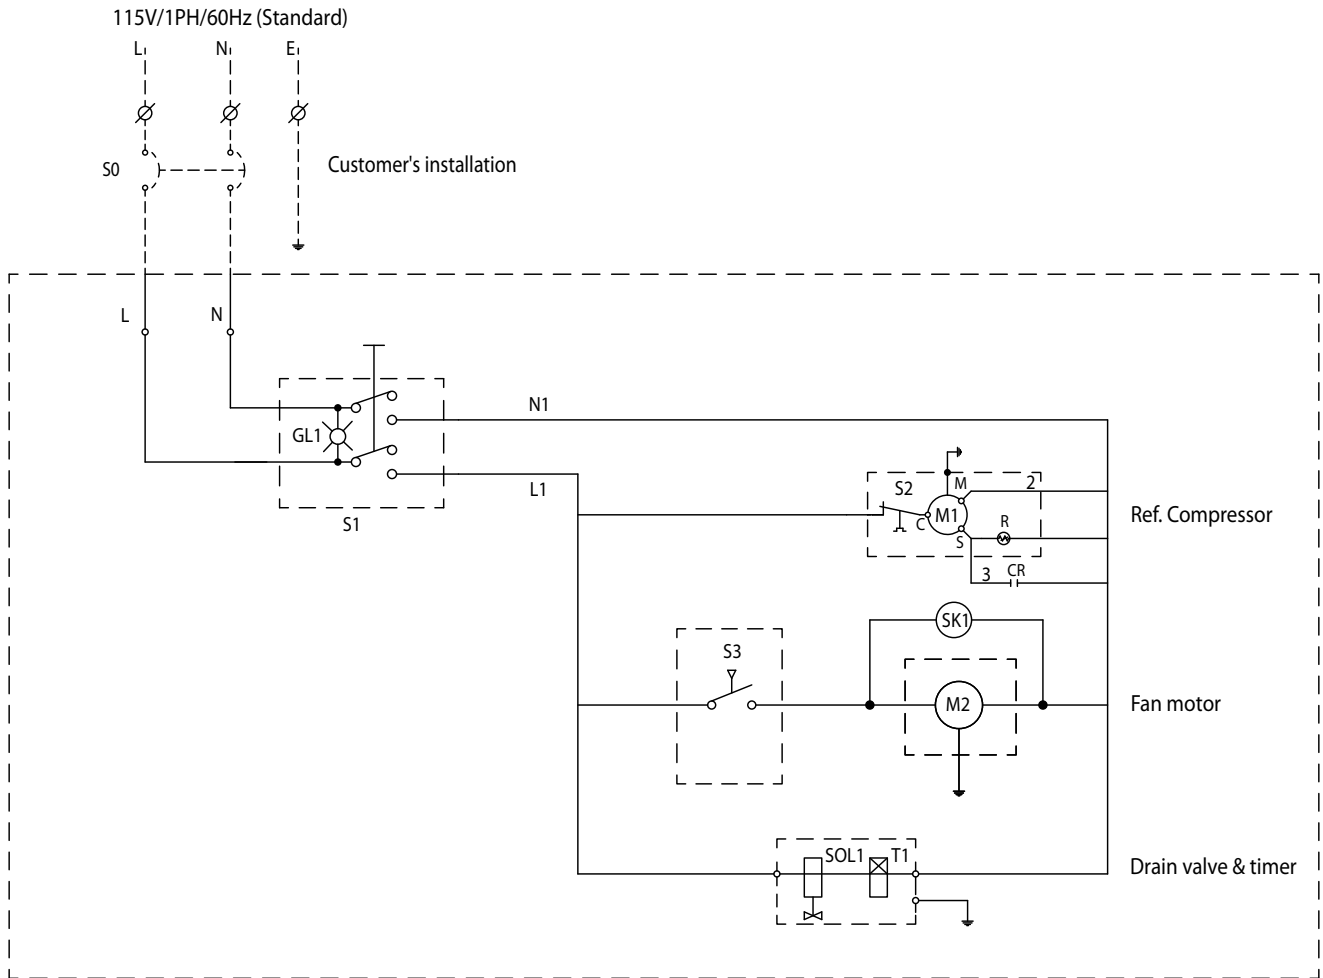 115V/1PH/60Hz (Standard)
L N E
S0
Customer's installation
L N
N1
GL1
L1
S1
S2 M 2
C M1 R
S
3 CR
Ref. Compressor
SK1
S3
M2
Fan motor
SOL1 T1
Drain valve & timer